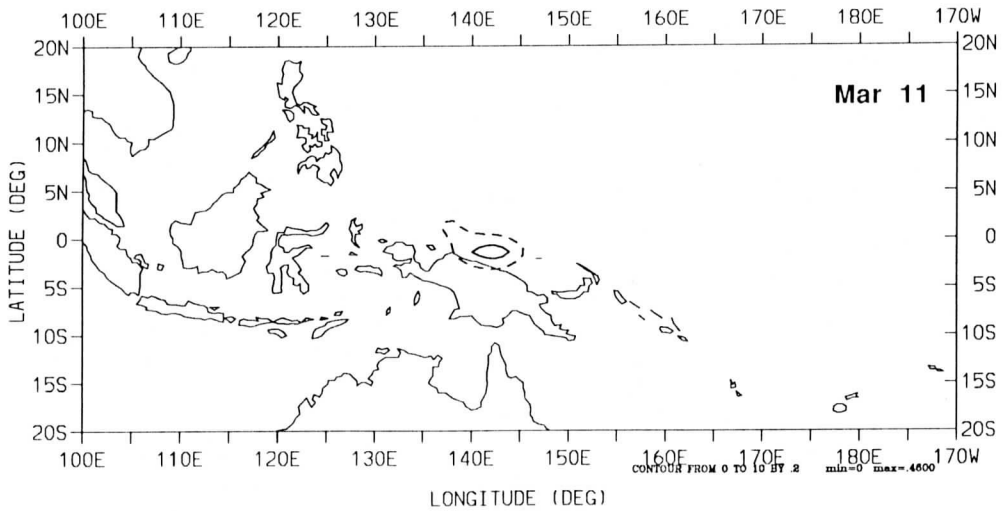 100E 110E 120E 130E 140E 150E 160E 170E 180E 170W
20N 20N
Mar 11
15N 15N
10N 10N
5N 5N
0 0
5S 5S
10S 10S
15S 15S
20S 20S
LATITUDE (DEG)
100E 110E 120E 130E 140E 150E 160E 170E 180E 170W
CONTOUR FROM 0 TO 10 BY .2 min=0 max=.4600
LONGITUDE (DEG)